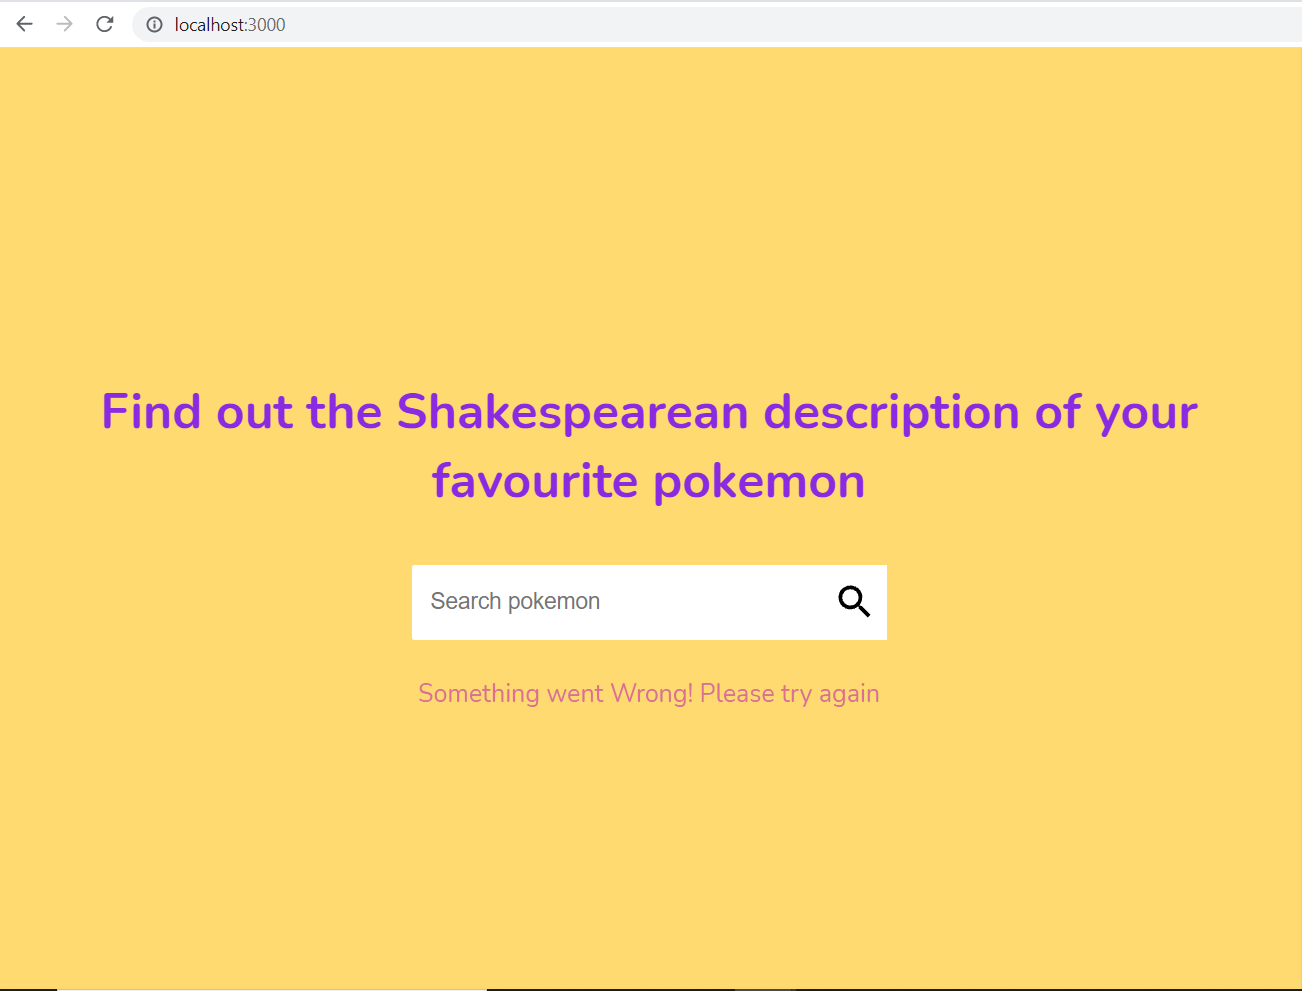 localhost:3000
Find out the Shakespearean description of your
favourite pokemon
Search pokemon
Something went Wrong! Please try again